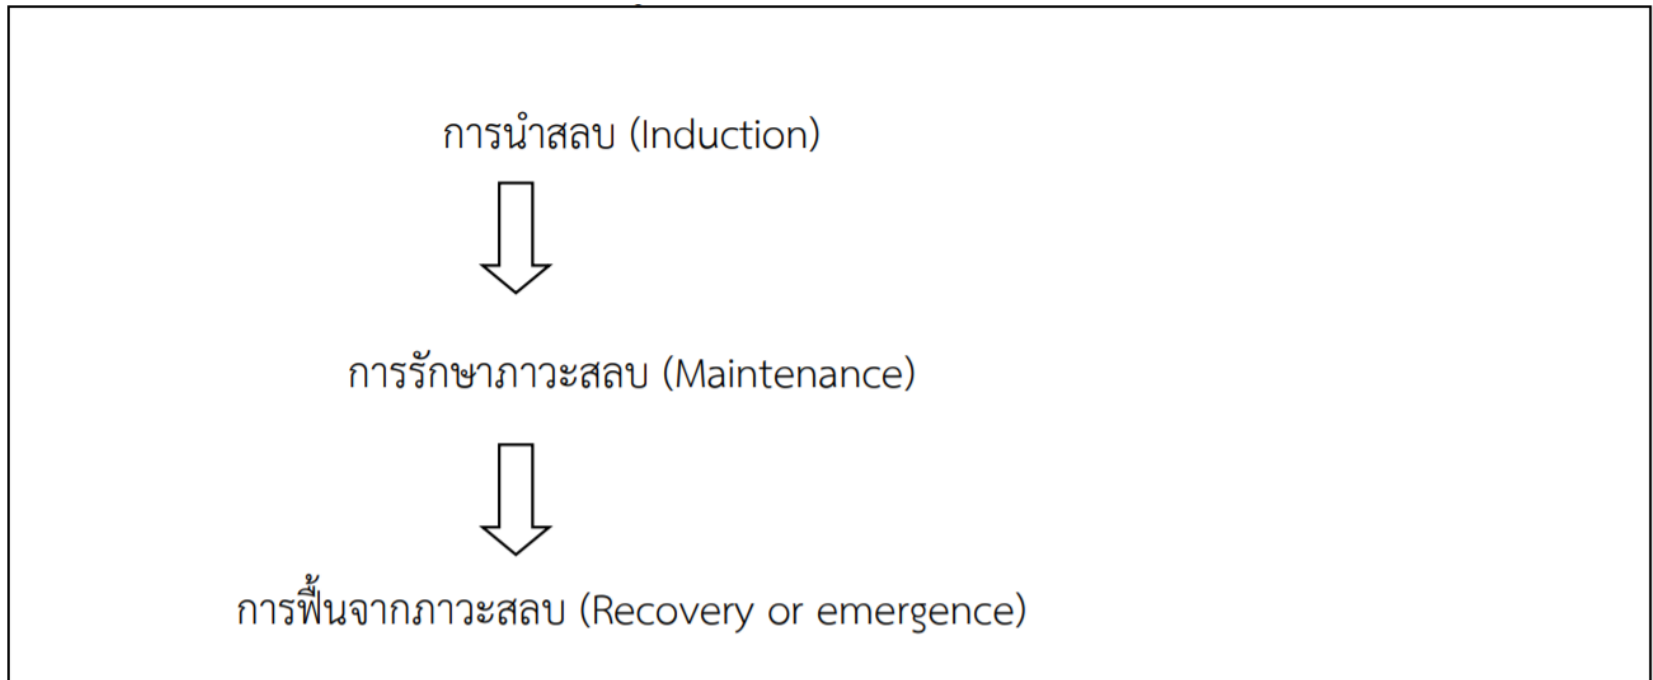 การนำสลบ (Induction)
การรักษาภาวะสลบ (Maintenance)
การฟื้นจากภาวะสลบ (Recovery or emergence)